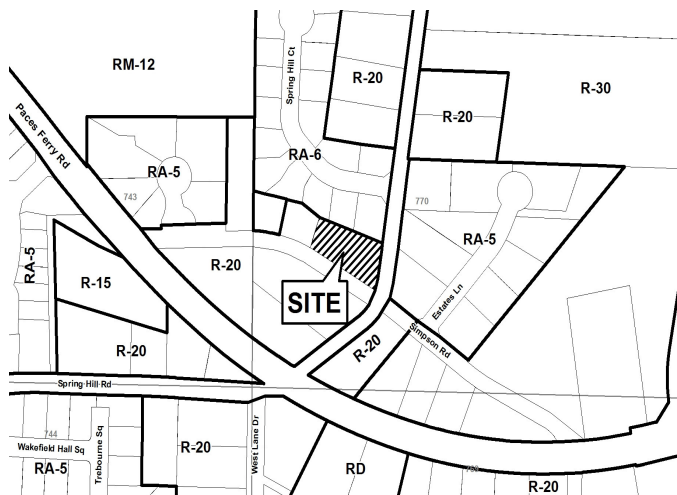 RM-12
Spring Hill Ct
R-20
R-20
R-30
Paces Ferry Rd
RA-5
RA-6
743
770
RA-5
RA-5
R-15
R-20
SITE
Estates Ln
Simpson Rd
R-20
R-20
Spring Hill Rd
744
Wakefield Hall Sq
RA-5
Trebourne Sq
R-20
West Lane Dr
RD
R-20